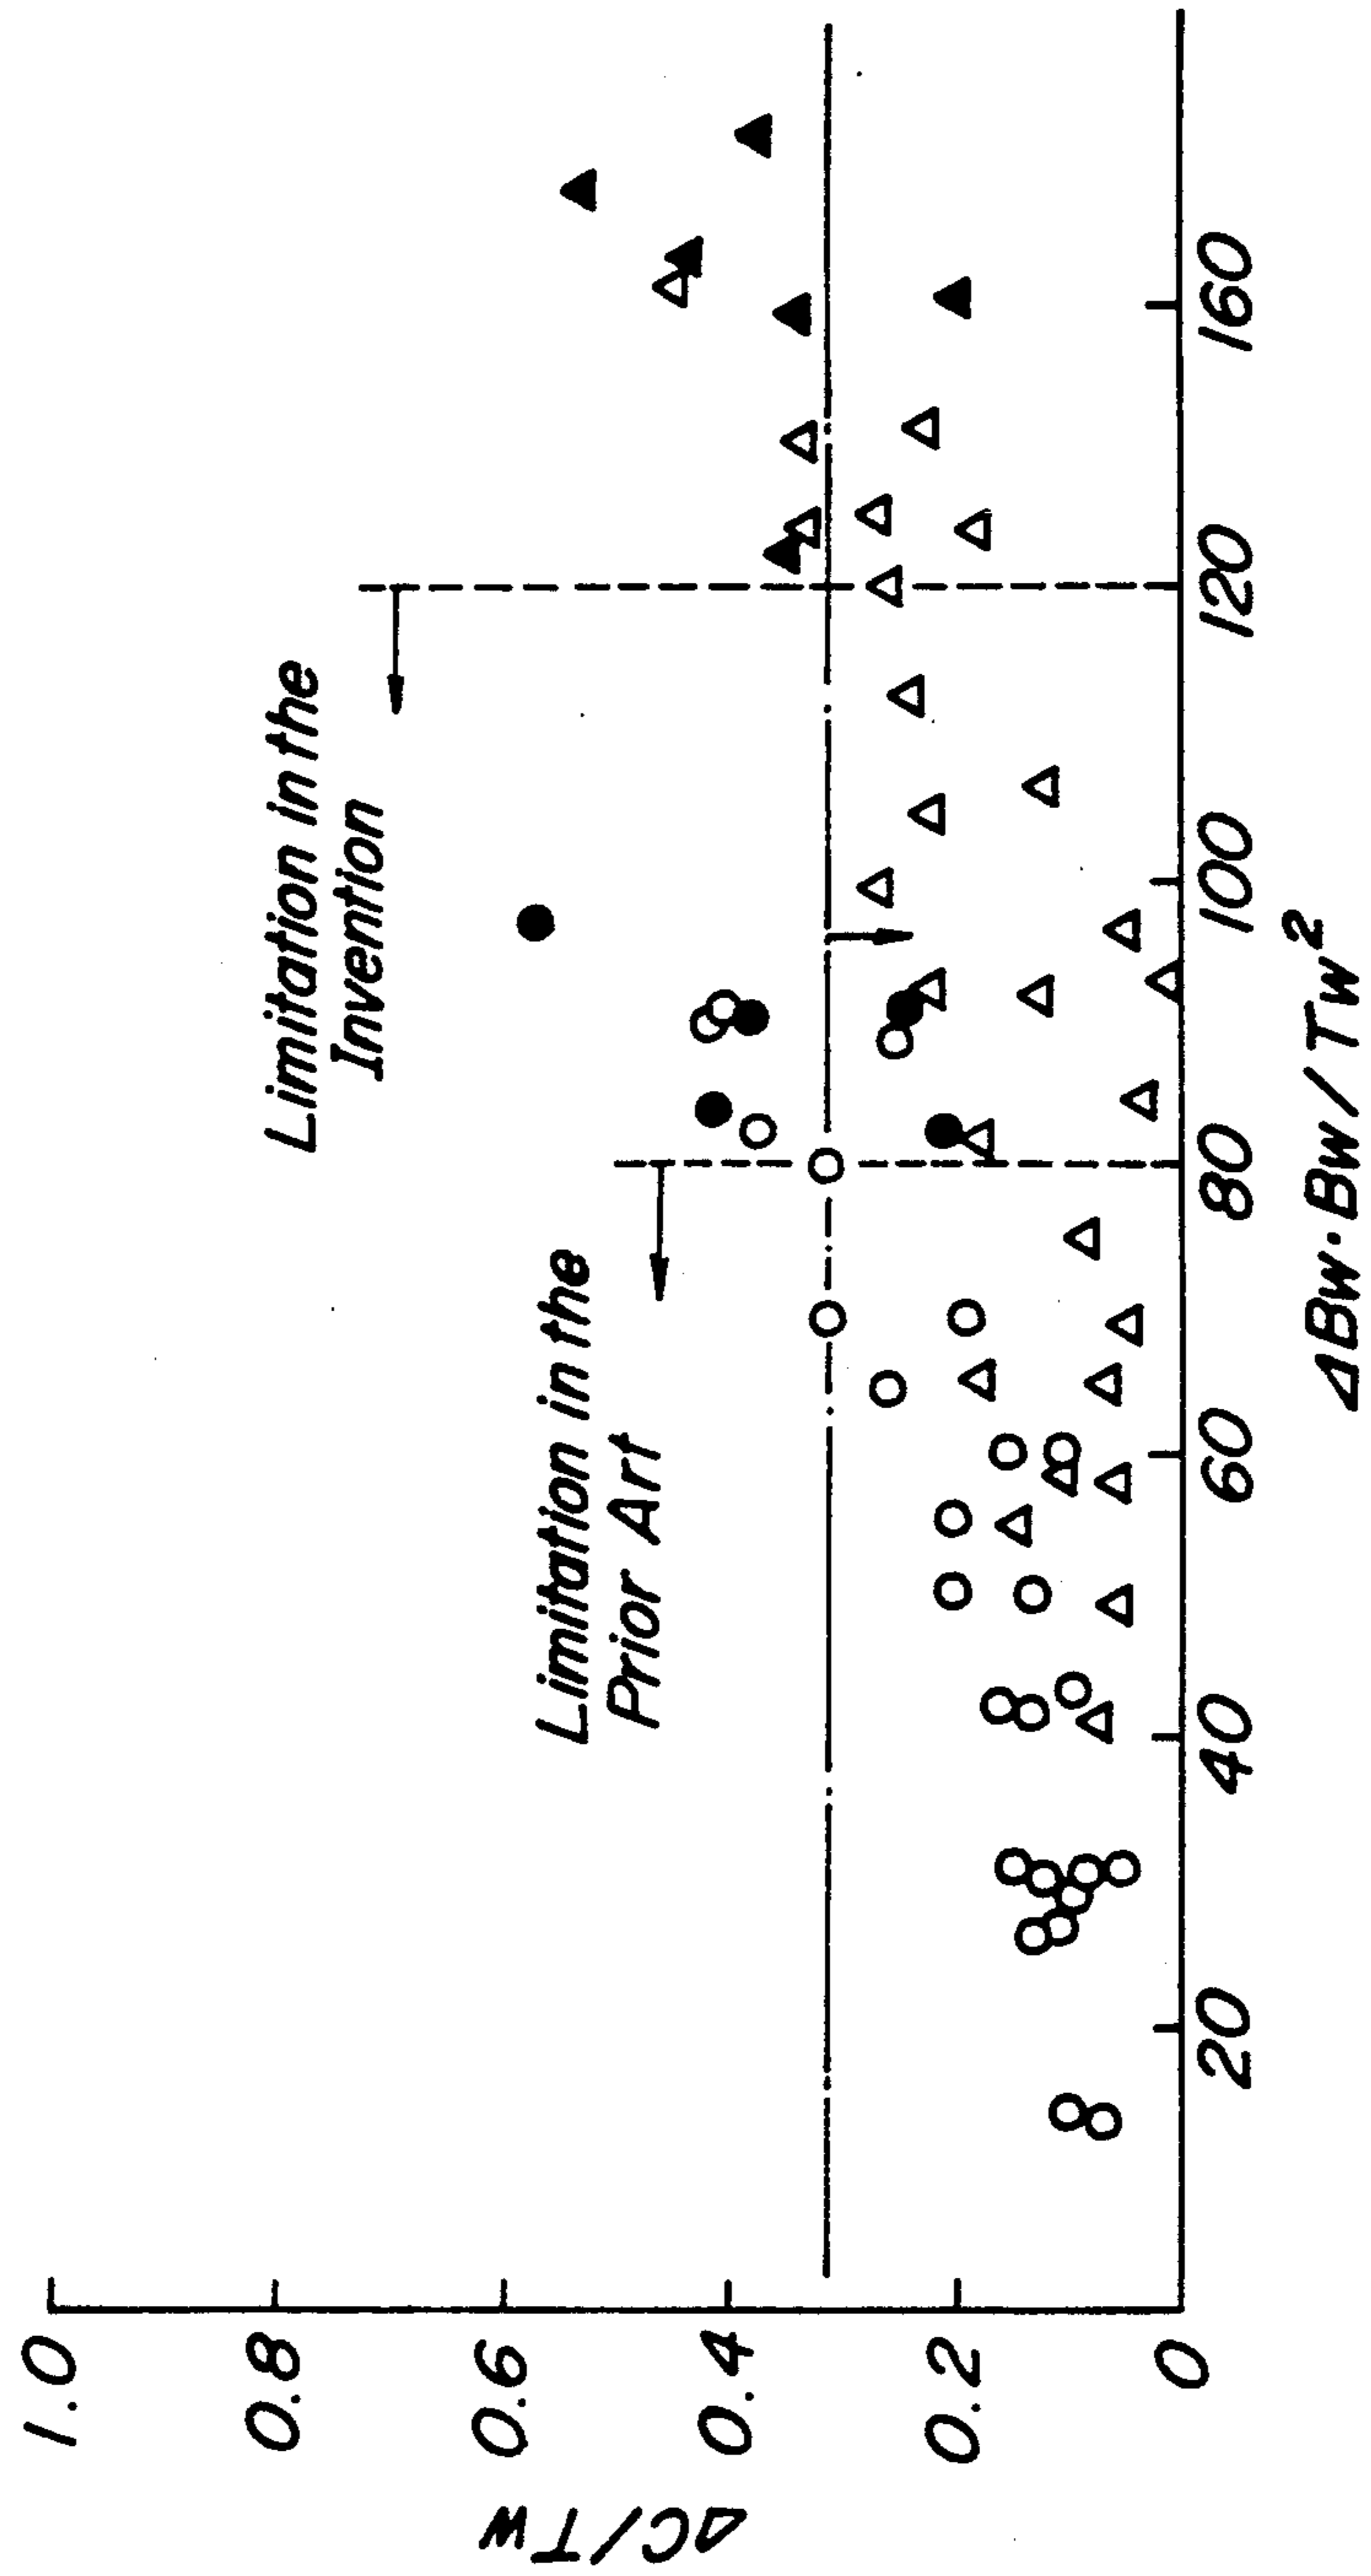 Limitation in the
Invention
Limitation in the
Prior Art
1.0
0.8
0.6
0.4
0.2
0
ΔC/Tw
20
40
60
80
100
120
160
ΔBw·Bw/Tw²